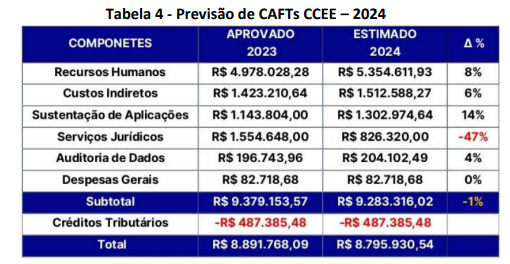 Tabela 4 - Previsão de CAFTs CCEE – 2024
COMPONETES APROVADO 2023 ESTIMADO 2024 Δ %
Recursos Humanos R$ 4.978.028,28 R$ 5.354.611,93 8%
Custos Indiretos R$ 1.423.210,64 R$ 1.512.588,27 6%
Sustentação de Aplicações R$ 1.143.804,00 R$ 1.302.974,64 14%
Serviços Jurídicos R$ 1.554.648,00 R$ 826.320,00 -47%
Auditoria de Dados R$ 196.743,96 R$ 204.102,49 4%
Despesas Gerais R$ 82.718,68 R$ 82.718,68 0%
Subtotal R$ 9.379.153,57 R$ 9.283.316,02 -1%
Créditos Tributários -R$ 487.385,48 -R$ 487.385,48
Total R$ 8.891.768,09 R$ 8.795.930,54